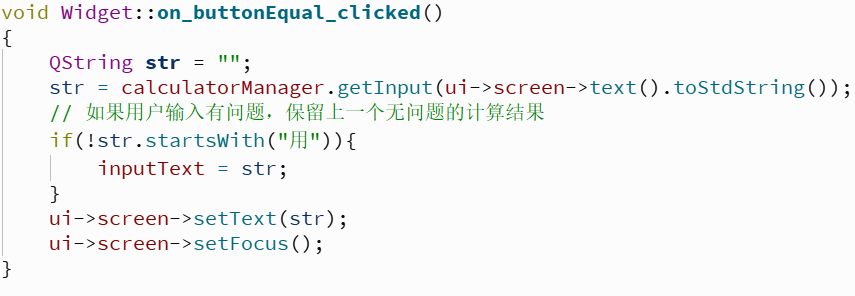 void Widget::on_buttonEqual_clicked()
{
    QString str = "";
    str = calculatorManager.getInput(ui->screen->text().toStdString());
    // 如果用户输入有问题，保留上一个无问题的计算结果
    if(!str.startsWith("用")){
        inputText = str;
    }
    ui->screen->setText(str);
    ui->screen->setFocus();
}